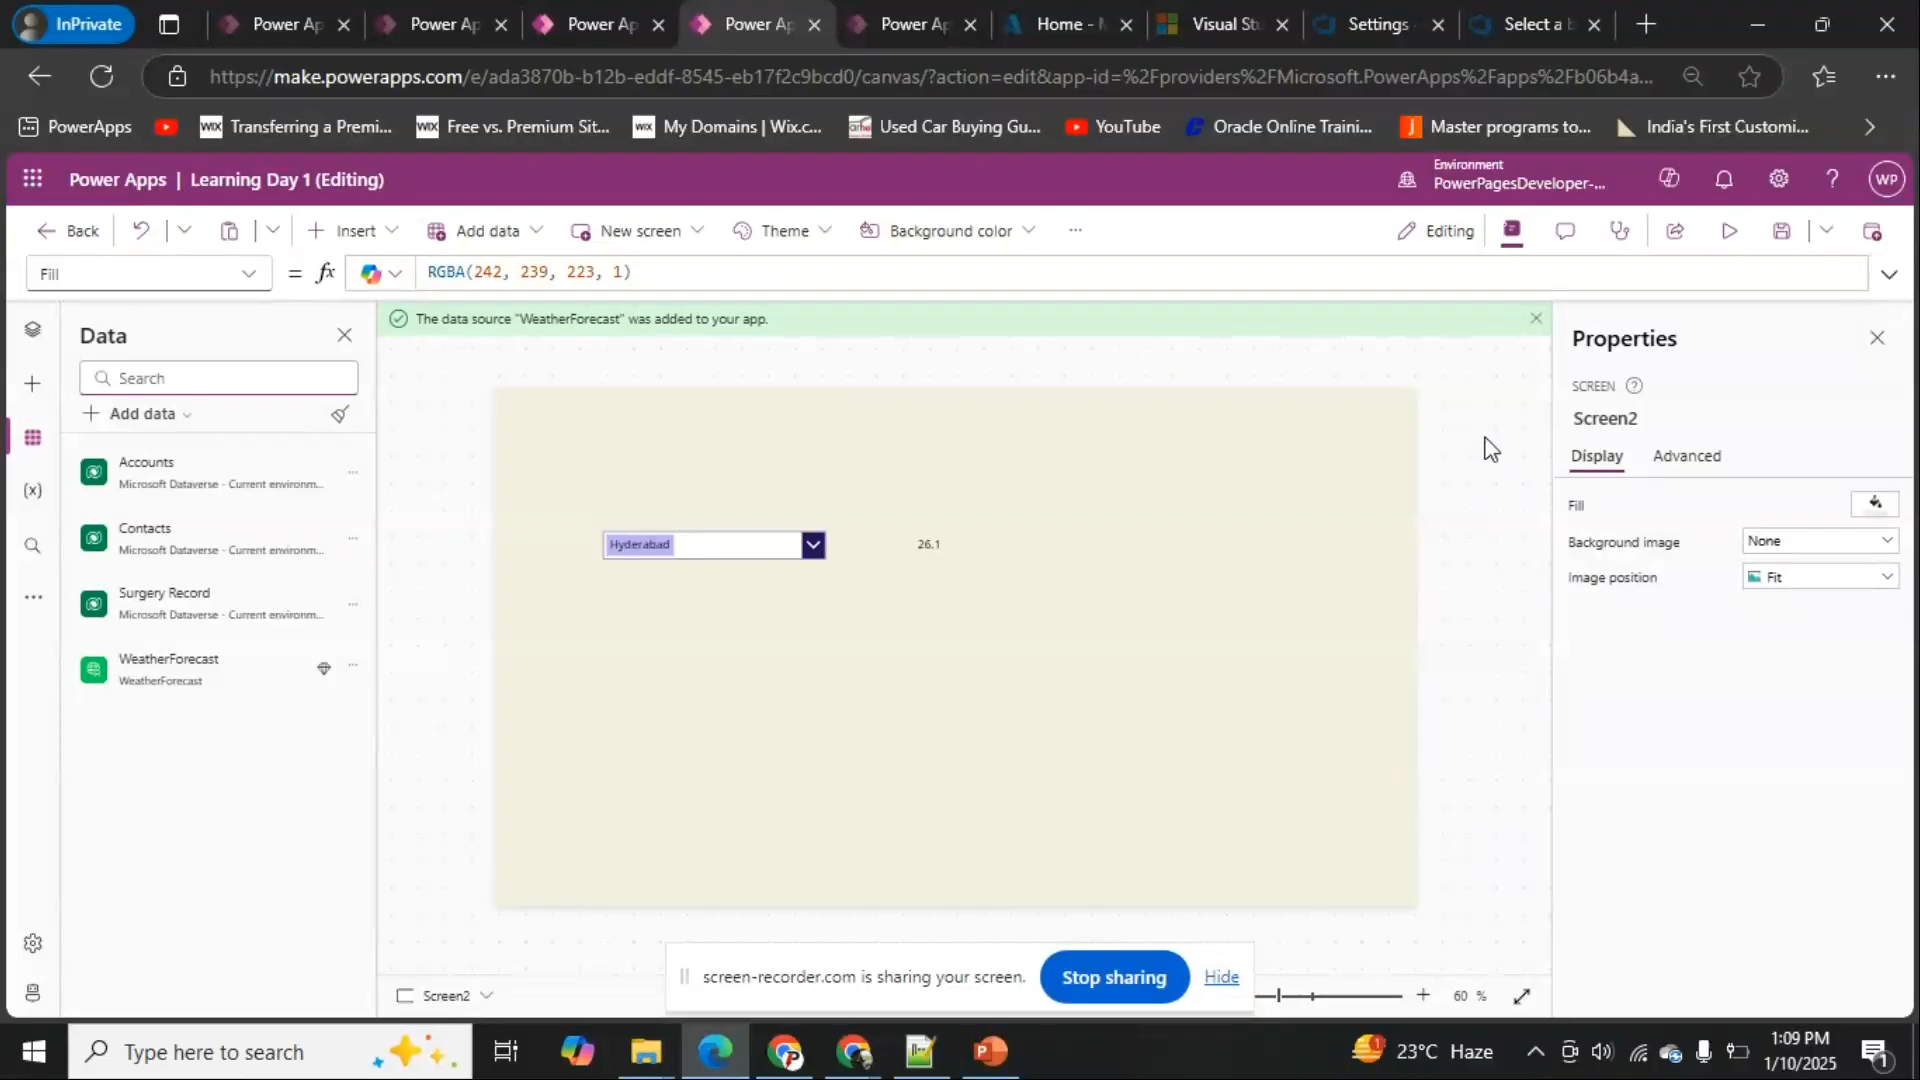 InPrivate
Power Ap
Power Ap
Power Ap
Power Ap
Power Ap
Home - M
Visual Stu
Settings
Select a b
https://make.powerapps.com/e/ada3870b-b12b-eddf-8545-eb17f2c9bcd0/canvas/?action=edit&app-id=%2Fproviders%2FMicrosoft.PowerApps%2Fapps%2Fb06b4a...
PowerApps
WIX Transferring a Premi...
WIX Free vs. Premium Sit...
WIX My Domains | Wix.c...
Used Car Buying Gu...
YouTube
Oracle Online Traini...
Master programs to...
India's First Customi...
Power Apps | Learning Day 1 (Editing)
Environment
PowerPagesDeveloper-...
WP
Back
Insert
Add data
New screen
Theme
Background color
...
Editing
Fill
= fx
RGBA(242, 239, 223, 1)
Data
Search
Add data
Accounts
Microsoft Dataverse - Current environm...
Contacts
Microsoft Dataverse - Current environm...
Surgery Record
Microsoft Dataverse - Current environm...
WeatherForecast
WeatherForecast
The data source "WeatherForecast" was added to your app.
Hyderabad
26.1
Properties
SCREEN
Screen2
Display
Advanced
Fill
Background image
None
Image position
Fit
Screen2
screen-recorder.com is sharing your screen.
Stop sharing
Hide
60 %
Type here to search
23°C Haze
1:09 PM
1/10/2025